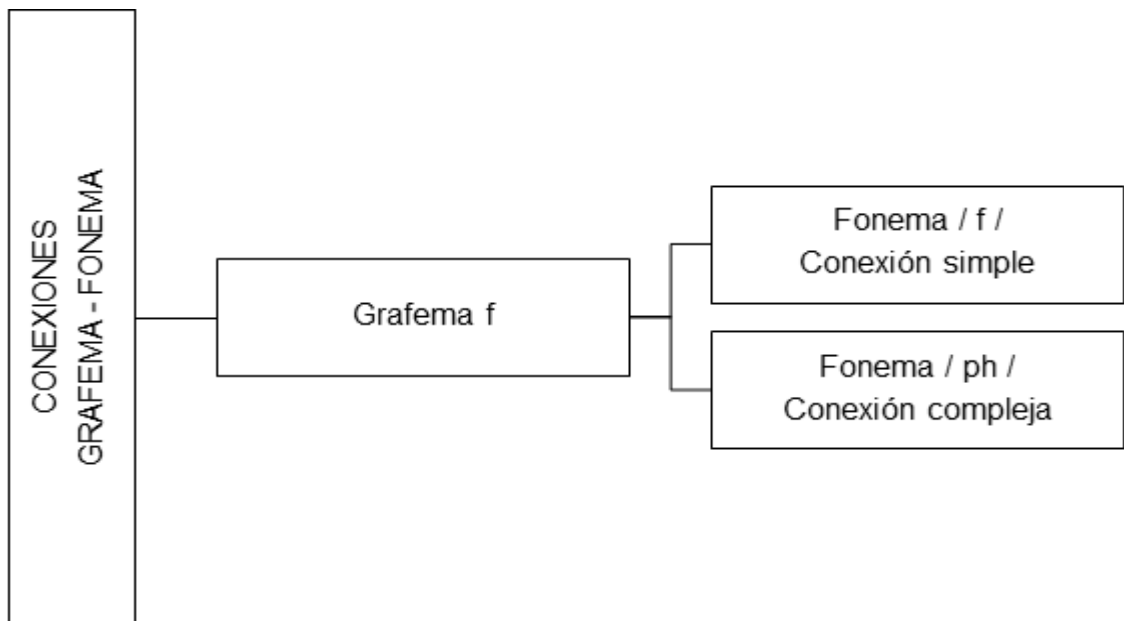 CONEXIONES
GRAFEMA - FONEMA
Grafema f
Fonema / f /
Conexión simple
Fonema / ph /
Conexión compleja